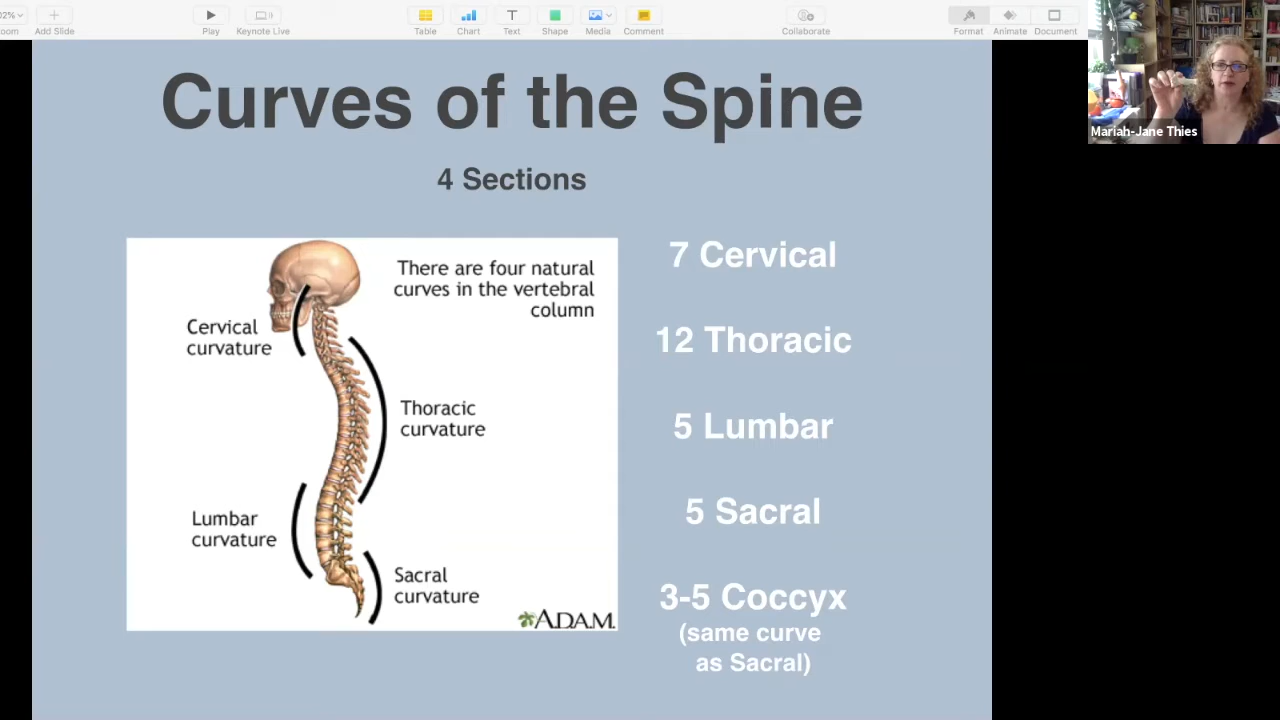 02%
oom
Add Slide
Play
Keynote Live
Table
Chart
Text
Shape
Media
Comment
Collaborate
Format
Animate
Document
Mariah-Jane Thies
Curves of the Spine
4 Sections
There are four natural
curves in the vertebral
column
Cervical
curvature
Thoracic
curvature
Lumbar
curvature
Sacral
curvature
A.D.A.M.
7 Cervical
12 Thoracic
5 Lumbar
5 Sacral
3-5 Coccyx
(same curve
as Sacral)